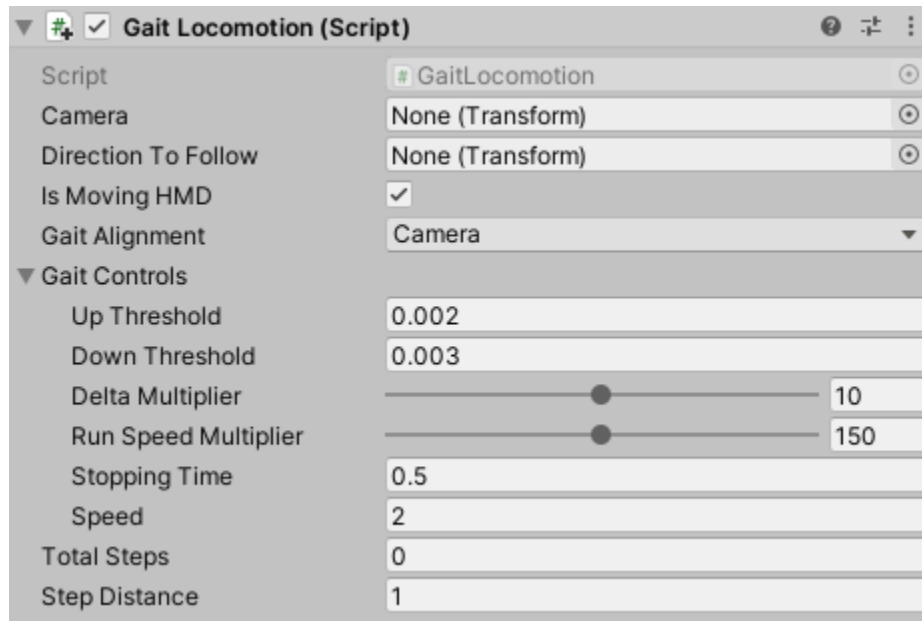 Gait Locomotion (Script)
Script # GaitLocomotion
Camera None (Transform)
Direction To Follow None (Transform)
Is Moving HMD
Gait Alignment Camera
Gait Controls
Up Threshold 0.002
Down Threshold 0.003
Delta Multiplier 10
Run Speed Multiplier 150
Stopping Time 0.5
Speed 2
Total Steps 0
Step Distance 1